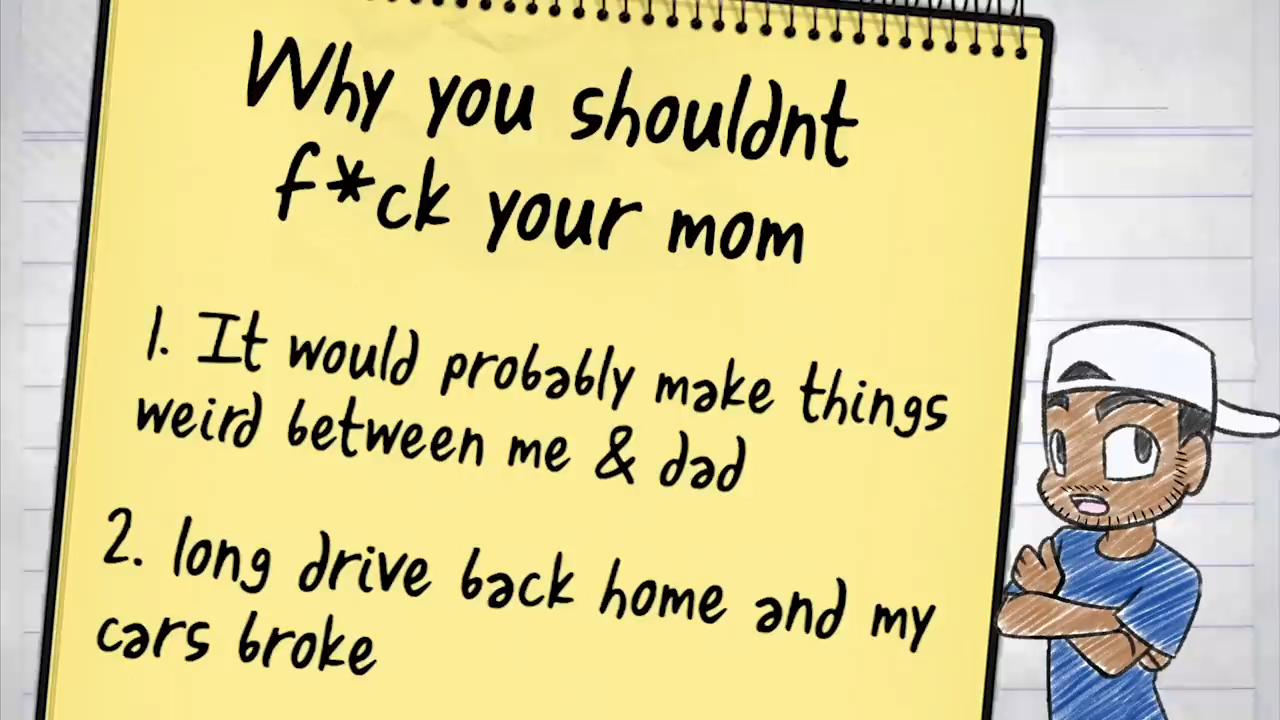 Why you shouldnt
f*ck your mom
1. It would probably make things
weird between me & dad
2. long drive back home and my
cars broke